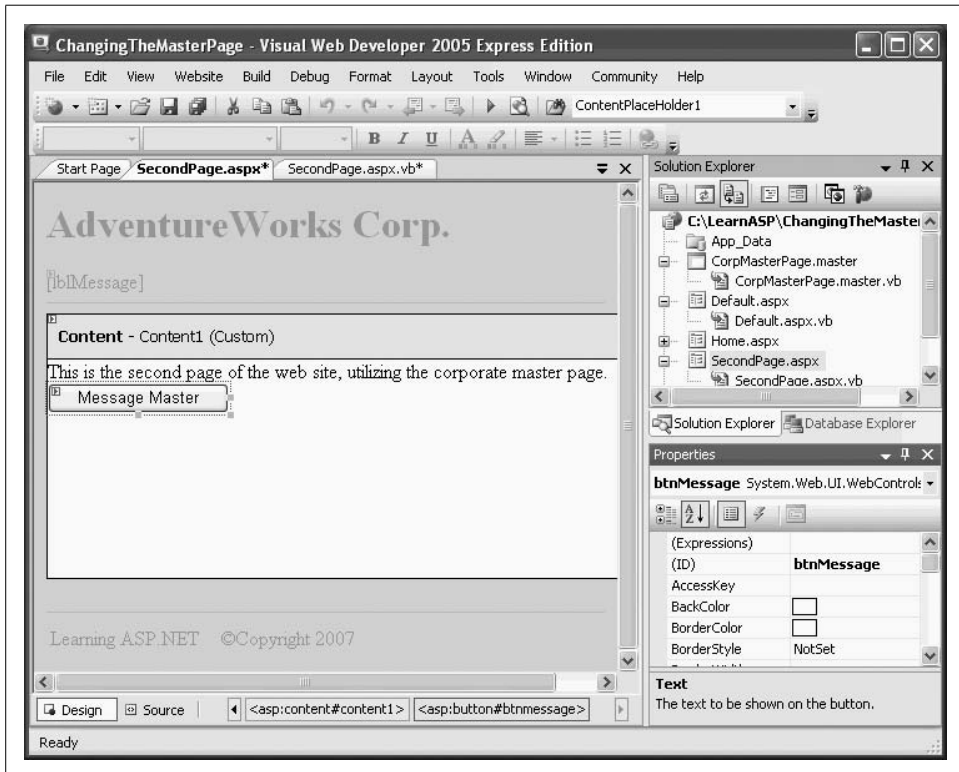 ChangingTheMasterPage - Visual Web Developer 2005 Express Edition
File Edit View Website Build Debug Format Layout Tools Window Community Help
ContentPlaceHolder1
B I U A
Start Page SecondPage.aspx* SecondPage.aspx.vb*
AdventureWorks Corp.
[lblMessage]
Content - Content1 (Custom)
This is the second page of the web site, utilizing the corporate master page.
Message Master
Learning ASP.NET ©Copyright 2007
Design Source <asp:content#content1> <asp:button#btnmessage>
Ready
Solution Explorer
C:\LearnASP\ChangingTheMaste
App_Data
CorpMasterPage.master
CorpMasterPage.master.vb
Default.aspx
Default.aspx.vb
Home.aspx
SecondPage.aspx
SecondPage.aspx.vb
Solution Explorer Database Explorer
Properties
btnMessage System.Web.UI.WebControls
(Expressions)
(ID) btnMessage
AccessKey
BackColor
BorderColor
BorderStyle NotSet
Text
The text to be shown on the button.